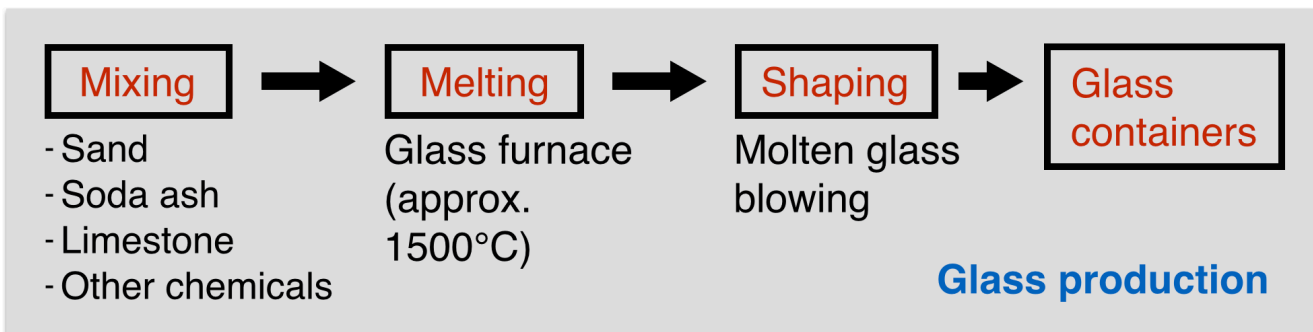 Mixing
- Sand
- Soda ash
- Limestone
- Other chemicals
Melting
Glass furnace
(approx.
1500°C)
Shaping
Molten glass
blowing
Glass
containers
Glass production